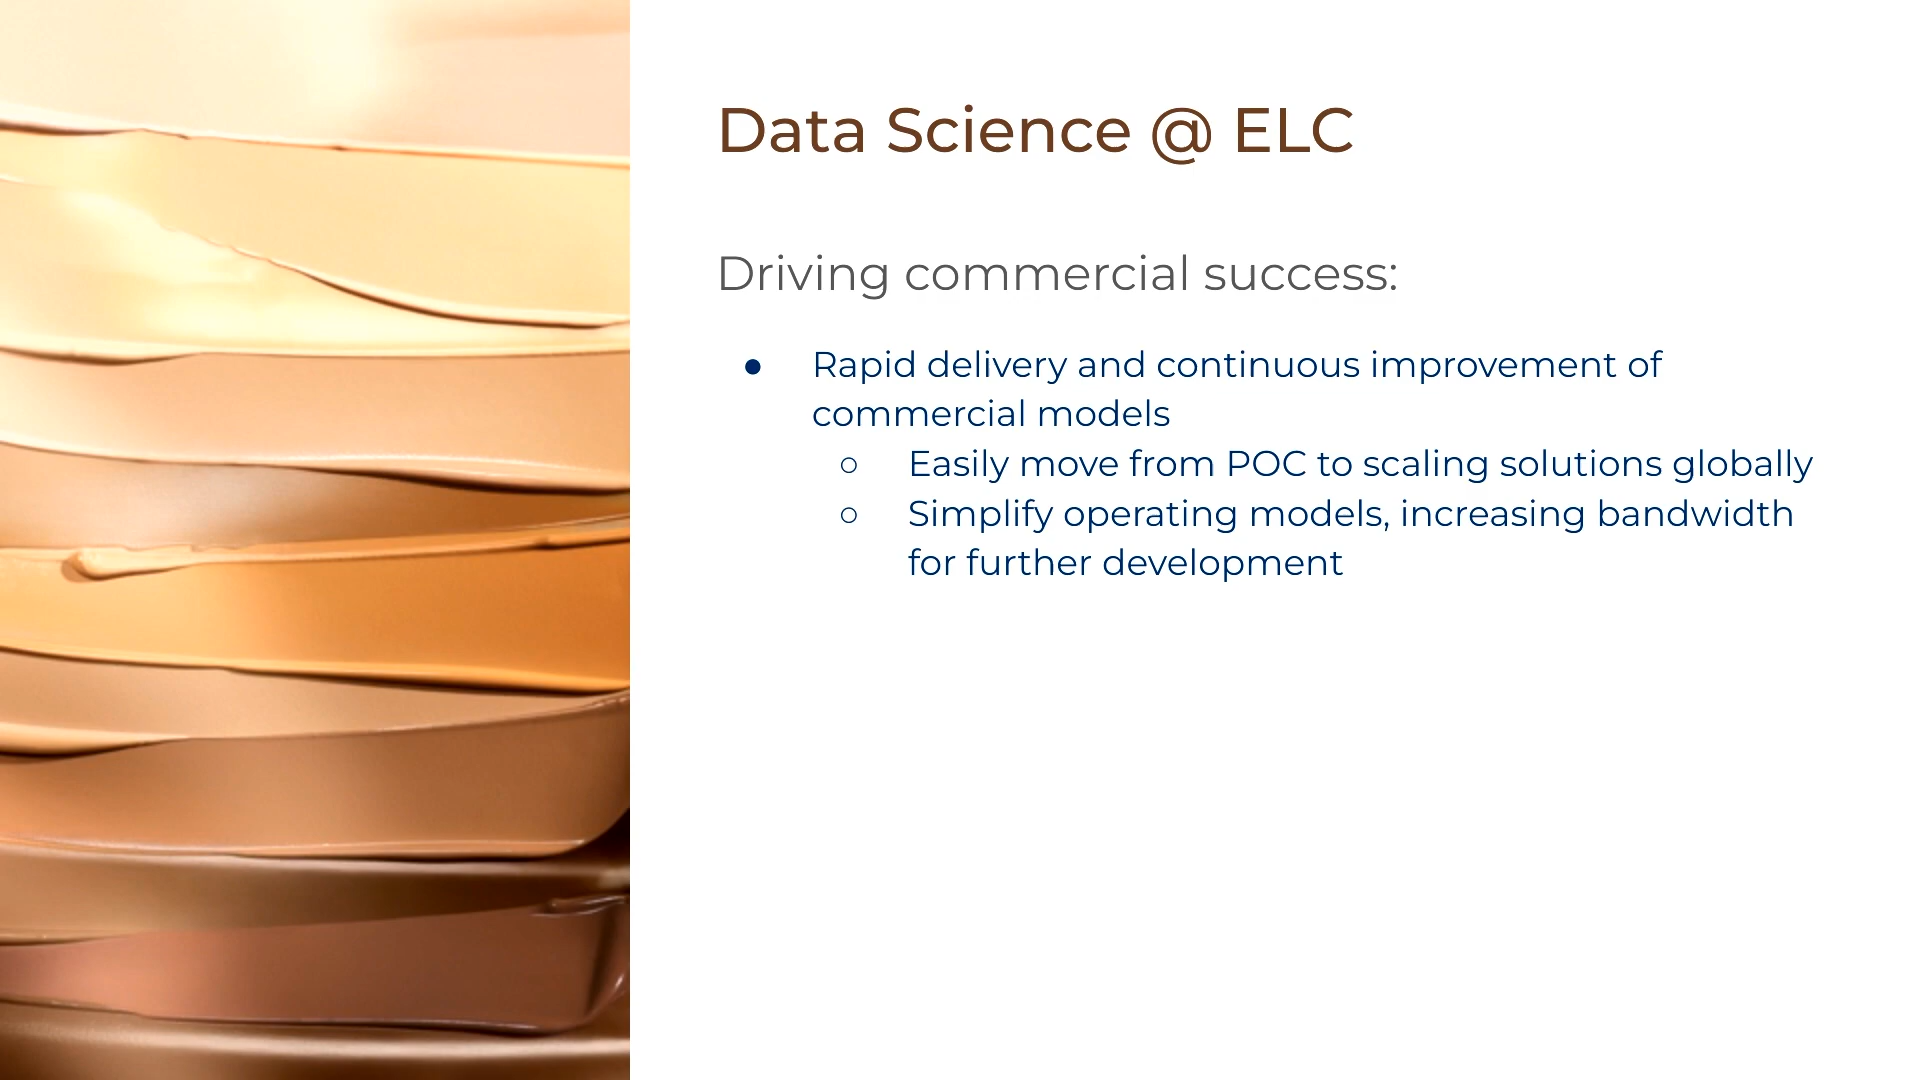 Data Science @ ELC
Driving commercial success:
● Rapid delivery and continuous improvement of
commercial models
○ Easily move from POC to scaling solutions globally
○ Simplify operating models, increasing bandwidth
for further development